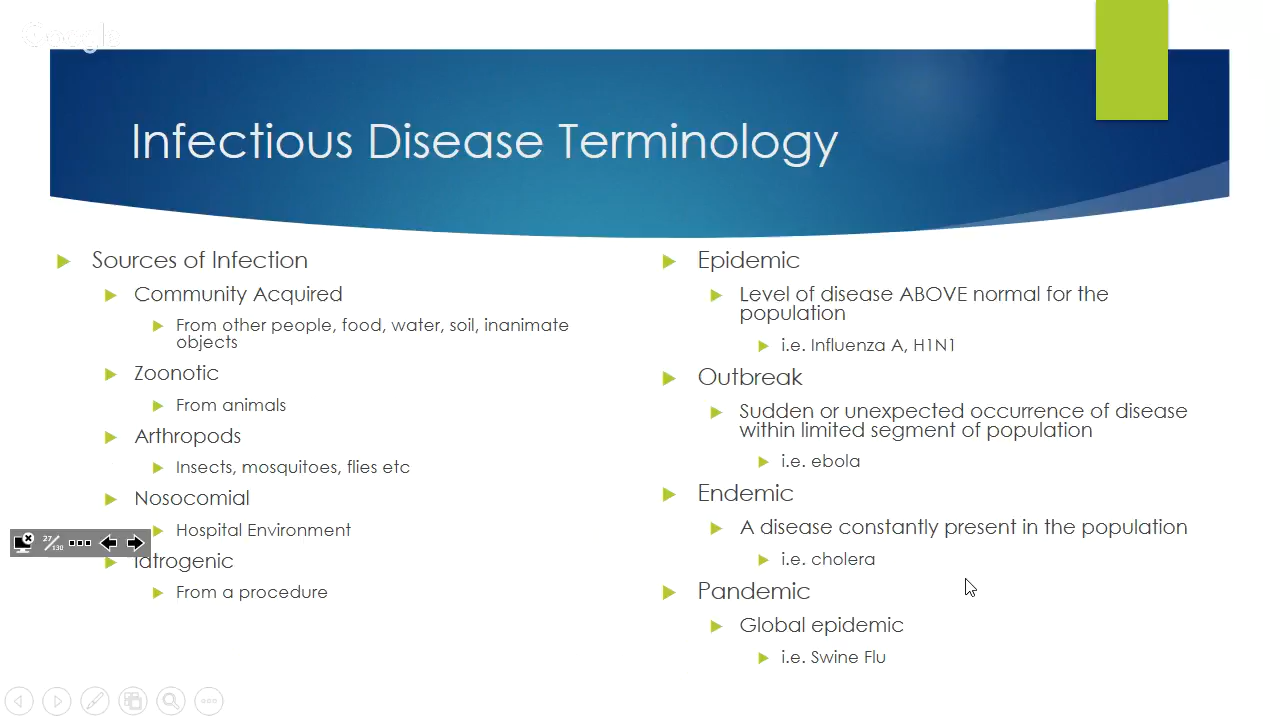 Google
Infectious Disease Terminology
Sources of Infection
Community Acquired
From other people, food, water, soil, inanimate
objects
Zoonotic
From animals
Arthropods
Insects, mosquitoes, flies etc
Nosocomial
Hospital Environment
27/130
Iatrogenic
From a procedure
Epidemic
Level of disease ABOVE normal for the
population
i.e. Influenza A, H1N1
Outbreak
Sudden or unexpected occurrence of disease
within limited segment of population
i.e. ebola
Endemic
A disease constantly present in the population
i.e. cholera
Pandemic
Global epidemic
i.e. Swine Flu